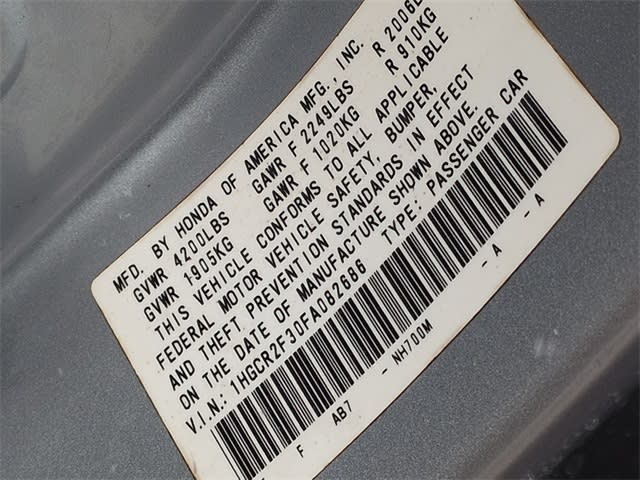 MFD. BY HONDA OF AMERICA MFG., INC.
GVWR 4200LBS GAWR F 2249LBS R 2006L
GVWR 1905KG GAWR F 1020KG R 910KG
THIS VEHICLE CONFORMS TO ALL APPLICABLE
FEDERAL MOTOR VEHICLE SAFETY, BUMPER,
AND THEFT PREVENTION STANDARDS IN EFFECT
ON THE DATE OF MANUFACTURE SHOWN ABOVE.
V.I.N.: 1HGCR2F30FA082686 TYPE: PASSENGER CAR
F AB7 - NH700M - A - A